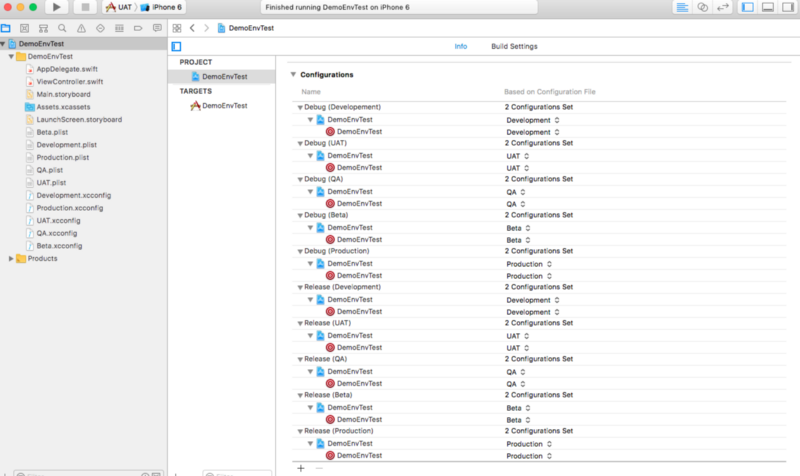 UAT
iPhone 6
Finished running DemoEnvTest on iPhone 6
DemoEnvTest
DemoEnvTest
AppDelegate.swift
ViewController.swift
Main.storyboard
Assets.xcassets
LaunchScreen.storyboard
Beta.plist
Development.plist
Production.plist
QA.plist
UAT.plist
Development.xcconfig
Production.xcconfig
UAT.xcconfig
QA.xcconfig
Beta.xcconfig
Products
DemoEnvTest
Info Build Settings
PROJECT
DemoEnvTest
TARGETS
DemoEnvTest
Configurations
Name Based on Configuration File
Debug (Developement) 2 Configurations Set
DemoEnvTest Development
DemoEnvTest Development
Debug (UAT) 2 Configurations Set
DemoEnvTest UAT
DemoEnvTest UAT
Debug (QA) 2 Configurations Set
DemoEnvTest QA
DemoEnvTest QA
Debug (Beta) 2 Configurations Set
DemoEnvTest Beta
DemoEnvTest Beta
Debug (Production) 2 Configurations Set
DemoEnvTest Production
DemoEnvTest Production
Release (Development) 2 Configurations Set
DemoEnvTest Development
DemoEnvTest Development
Release (UAT) 2 Configurations Set
DemoEnvTest UAT
DemoEnvTest UAT
Release (QA) 2 Configurations Set
DemoEnvTest QA
DemoEnvTest QA
Release (Beta) 2 Configurations Set
DemoEnvTest Beta
DemoEnvTest Beta
Release (Production) 2 Configurations Set
DemoEnvTest Production
DemoEnvTest Production